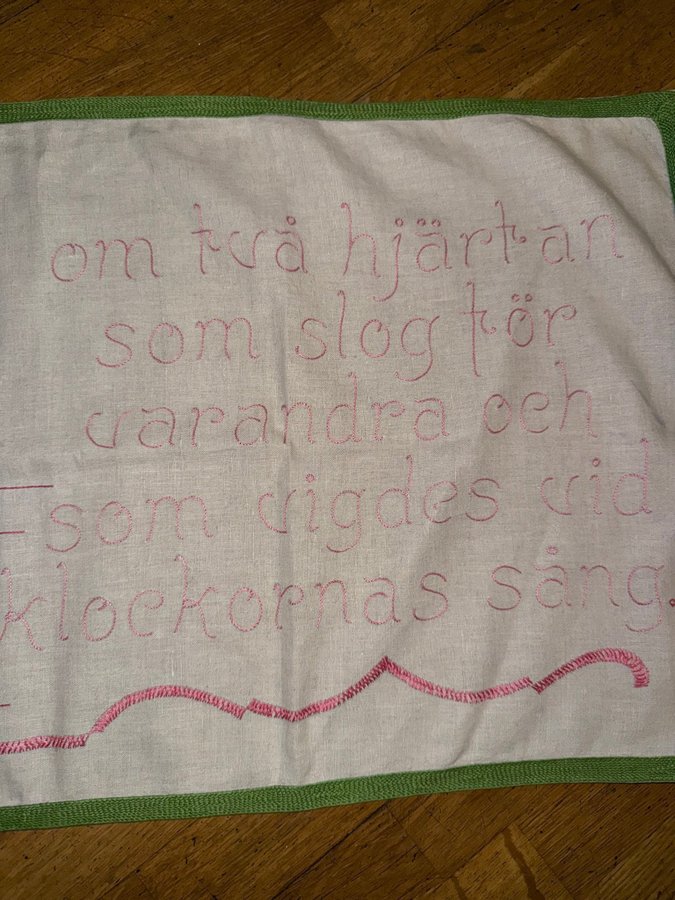 om två hjärtan
som slog för
varandra och
som vigdes vid
klockornas sång.